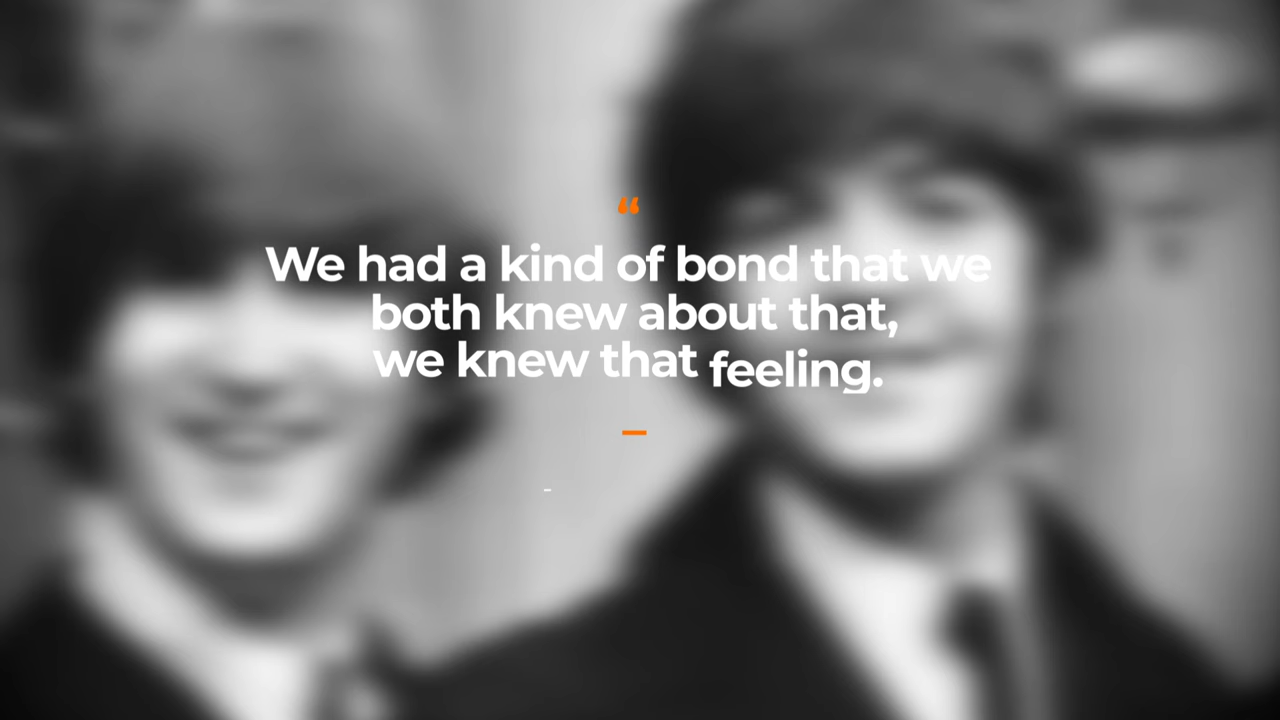 “
We had a kind of bond that we
both knew about that,
we knew that feeling.
-